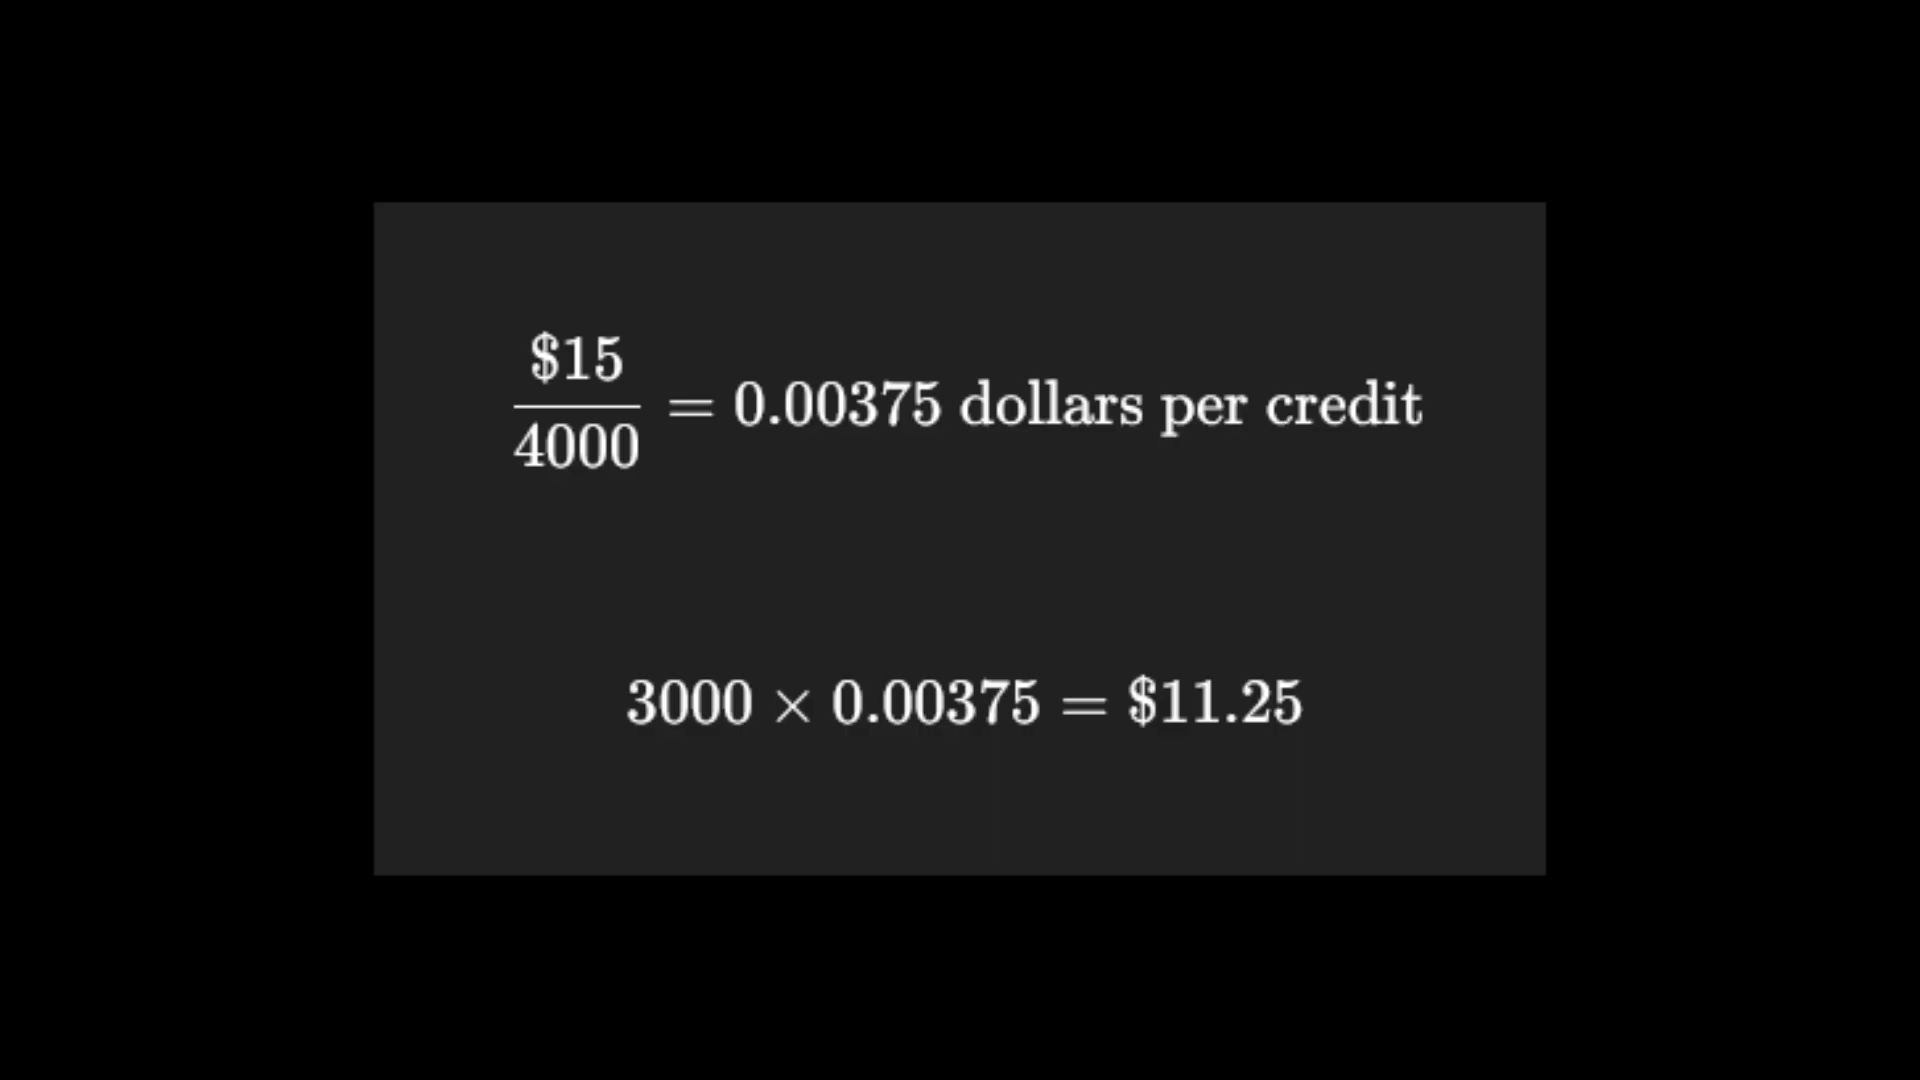 $15
4000
= 0.00375 dollars per credit
3000 × 0.00375 = $11.25